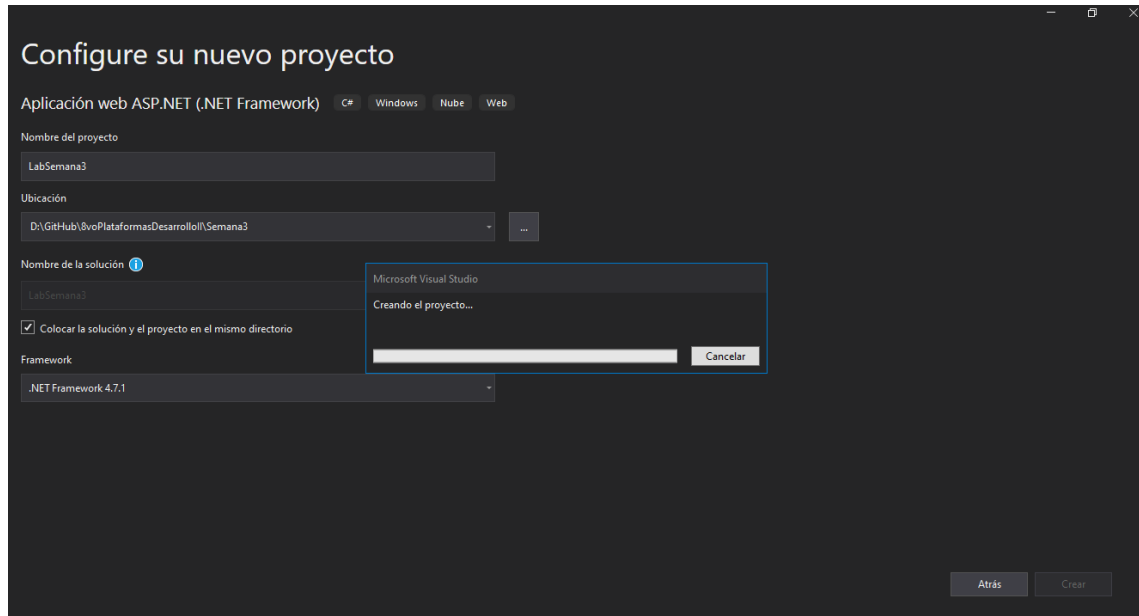 Configure su nuevo proyecto
Aplicación web ASP.NET (.NET Framework) C# Windows Nube Web
Nombre del proyecto
LabSemana3
Ubicación
D:\GitHub\8voPlataformasDesarrolloII\Semana3
...
Nombre de la solución
LabSemana3
Microsoft Visual Studio
Creando el proyecto...
Cancelar
Colocar la solución y el proyecto en el mismo directorio
Framework
.NET Framework 4.7.1
Atrás Crear